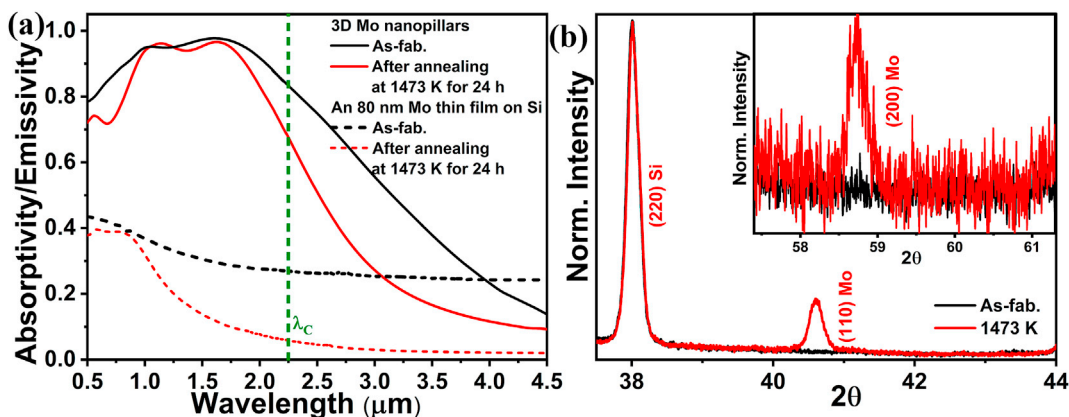 (a)
Absorptivity/Emissivity
1.0
0.8
0.6
0.4
0.2
0.0
3D Mo nanopillars
As-fab.
After annealing
at 1473 K for 24 h
An 80 nm Mo thin film on Si
As-fab.
After annealing
at 1473 K for 24 h
λC
0.5 1.0 1.5 2.0 2.5 3.0 3.5 4.0 4.5
Wavelength (μm)
(b)
Norm. Intensity
(220) Si
(110) Mo
Norm. Intensity
(200) Mo
58 59 60 61
2θ
As-fab.
1473 K
38 40 42 44
2θ